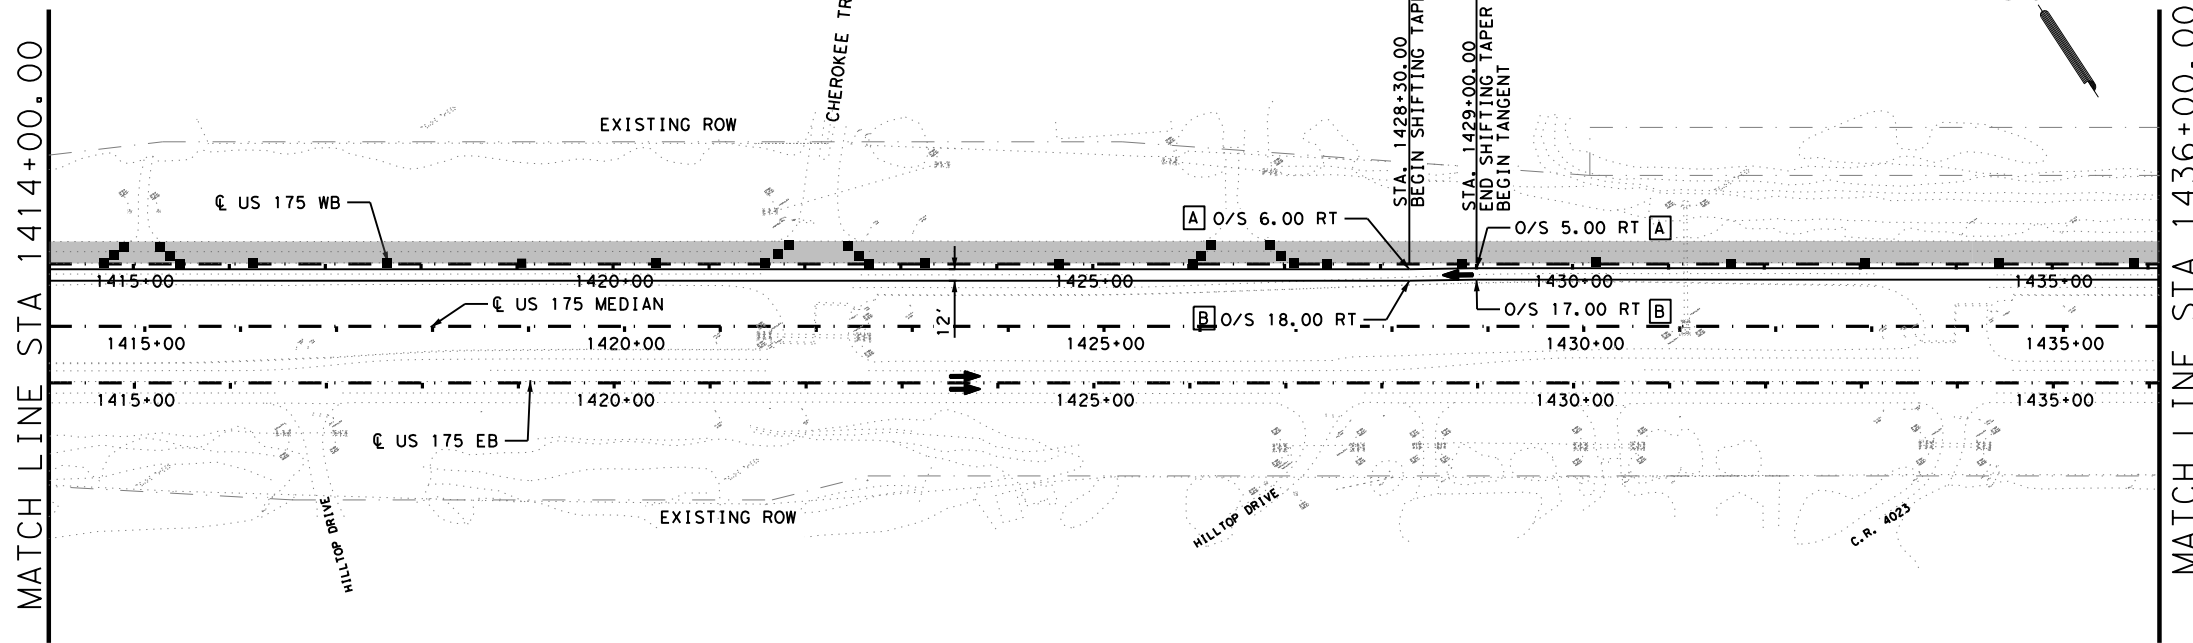 MATCH LINE STA 1414+00.00
CHEROKEE
STA. 1428+30.00
BEGIN SHIFTING
STA. 1429+00.00
END SHIFTING TAPER
BEGIN TANGENT
EXISTING ROW
℄ US 175 WB
A O/S 6.00 RT
O/S 5.00 RT A
1415+00
1420+00
1425+00
1430+00
1435+00
℄ US 175 MEDIAN
12'
B O/S 18.00 RT
O/S 17.00 RT B
1415+00
1420+00
1425+00
1430+00
1435+00
1415+00
1420+00
1425+00
1430+00
1435+00
℄ US 175 EB
EXISTING ROW
HILLTOP DRIVE
HILLTOP DRIVE
C.R. 4023
MATCH LINE STA 1436+00.00